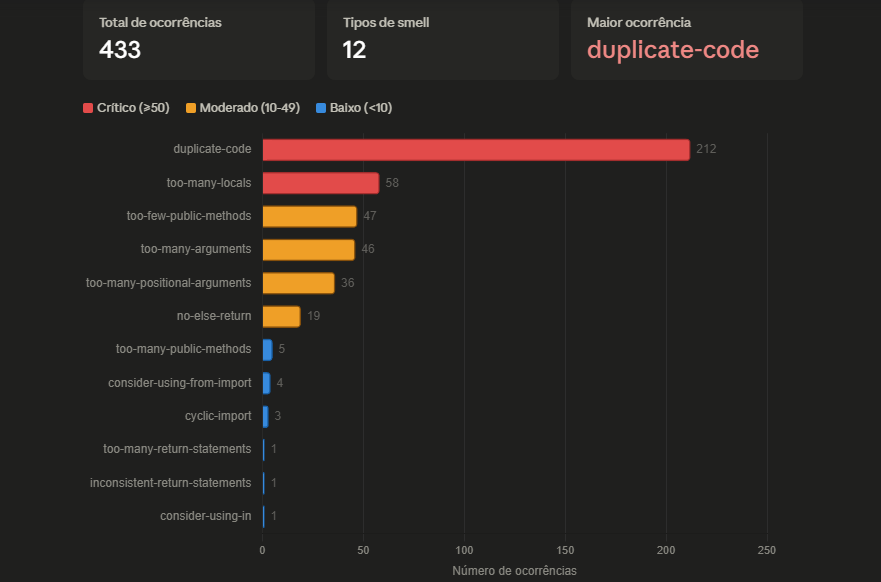 Total de ocorrências
433
Tipos de smell
12
Maior ocorrência
duplicate-code
Crítico (≥50)
Moderado (10-49)
Baixo (<10)
duplicate-code 212
too-many-locals 58
too-few-public-methods 47
too-many-arguments 46
too-many-positional-arguments 36
no-else-return 19
too-many-public-methods 5
consider-using-from-import 4
cyclic-import 3
too-many-return-statements 1
inconsistent-return-statements 1
consider-using-in 1
0 50 100 150 200 250
Número de ocorrências